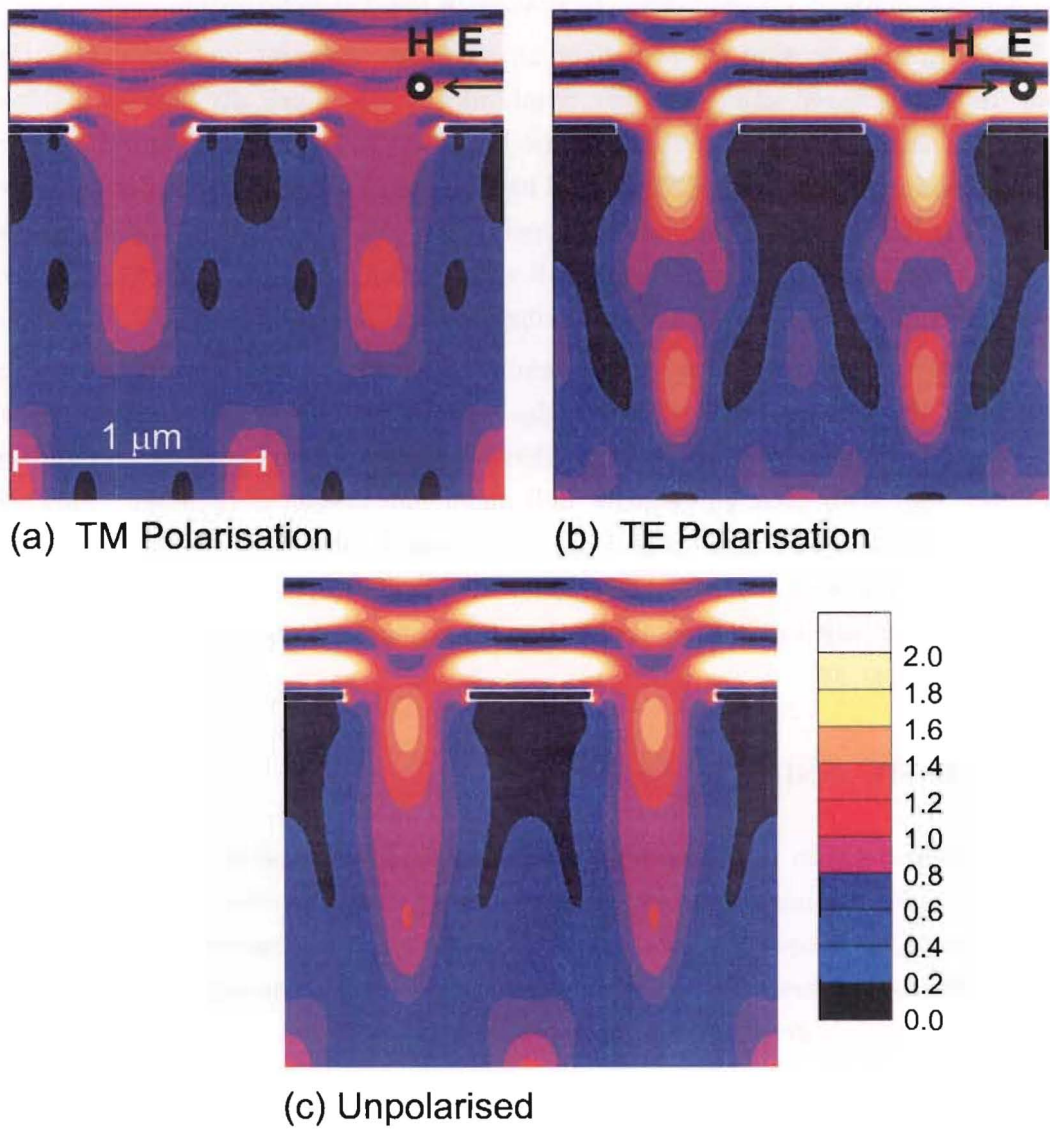 H E
H E
1 μm
(a) TM Polarisation
(b) TE Polarisation
2.0
1.8
1.6
1.4
1.2
1.0
0.8
0.6
0.4
0.2
0.0
(c) Unpolarised